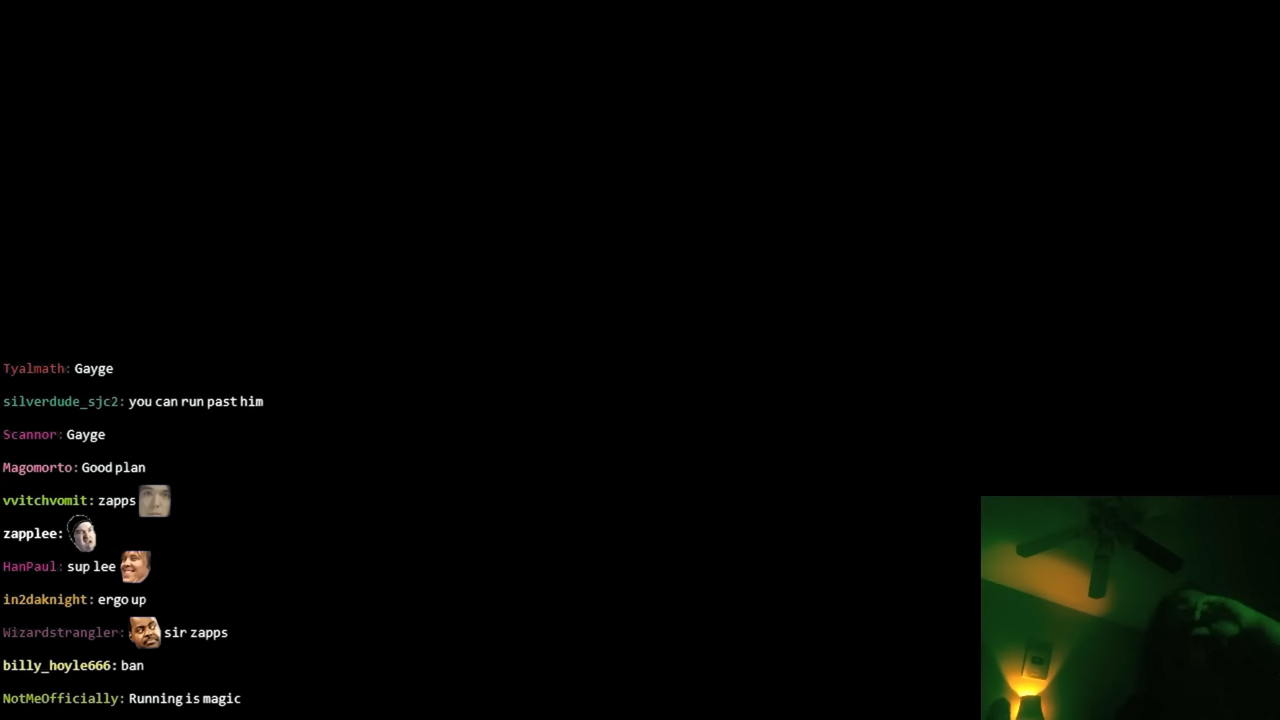 Tyalmath: Gayge
silverdude_sjc2: you can run past him
Scannor: Gayge
Magomorto: Good plan
vvitchvomit: zapps
zapplee:
HanPaul: sup lee
in2daknight: ergo up
Wizardstrangler: sir zapps
billy_hoyle666: ban
NotMeOfficially: Running is magic